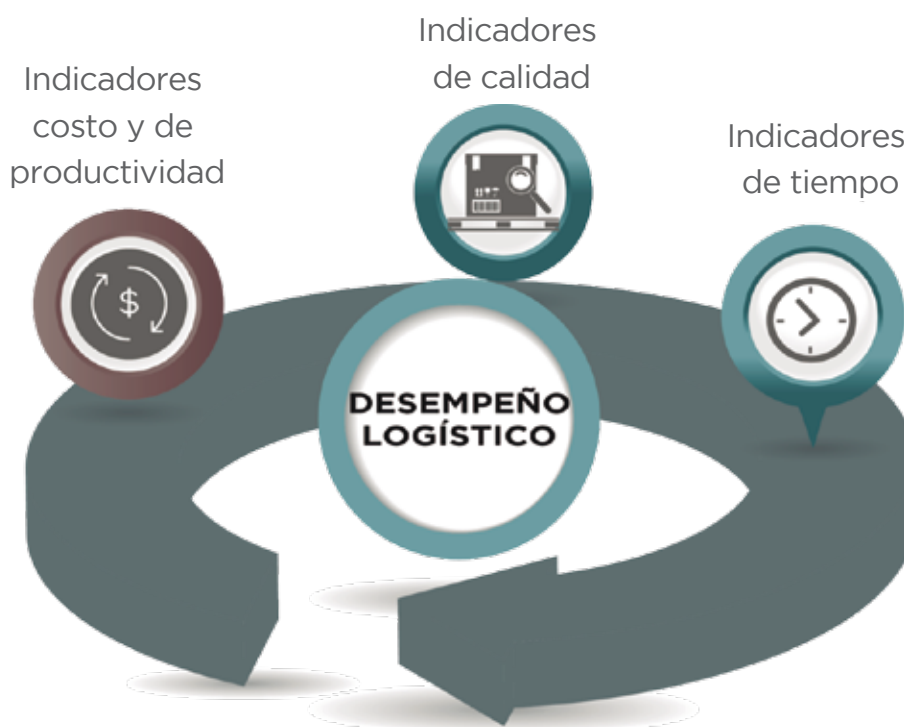 Indicadores
costo y de
productividad
Indicadores
de calidad
Indicadores
de tiempo
$
DESEMPEÑO
LOGÍSTICO